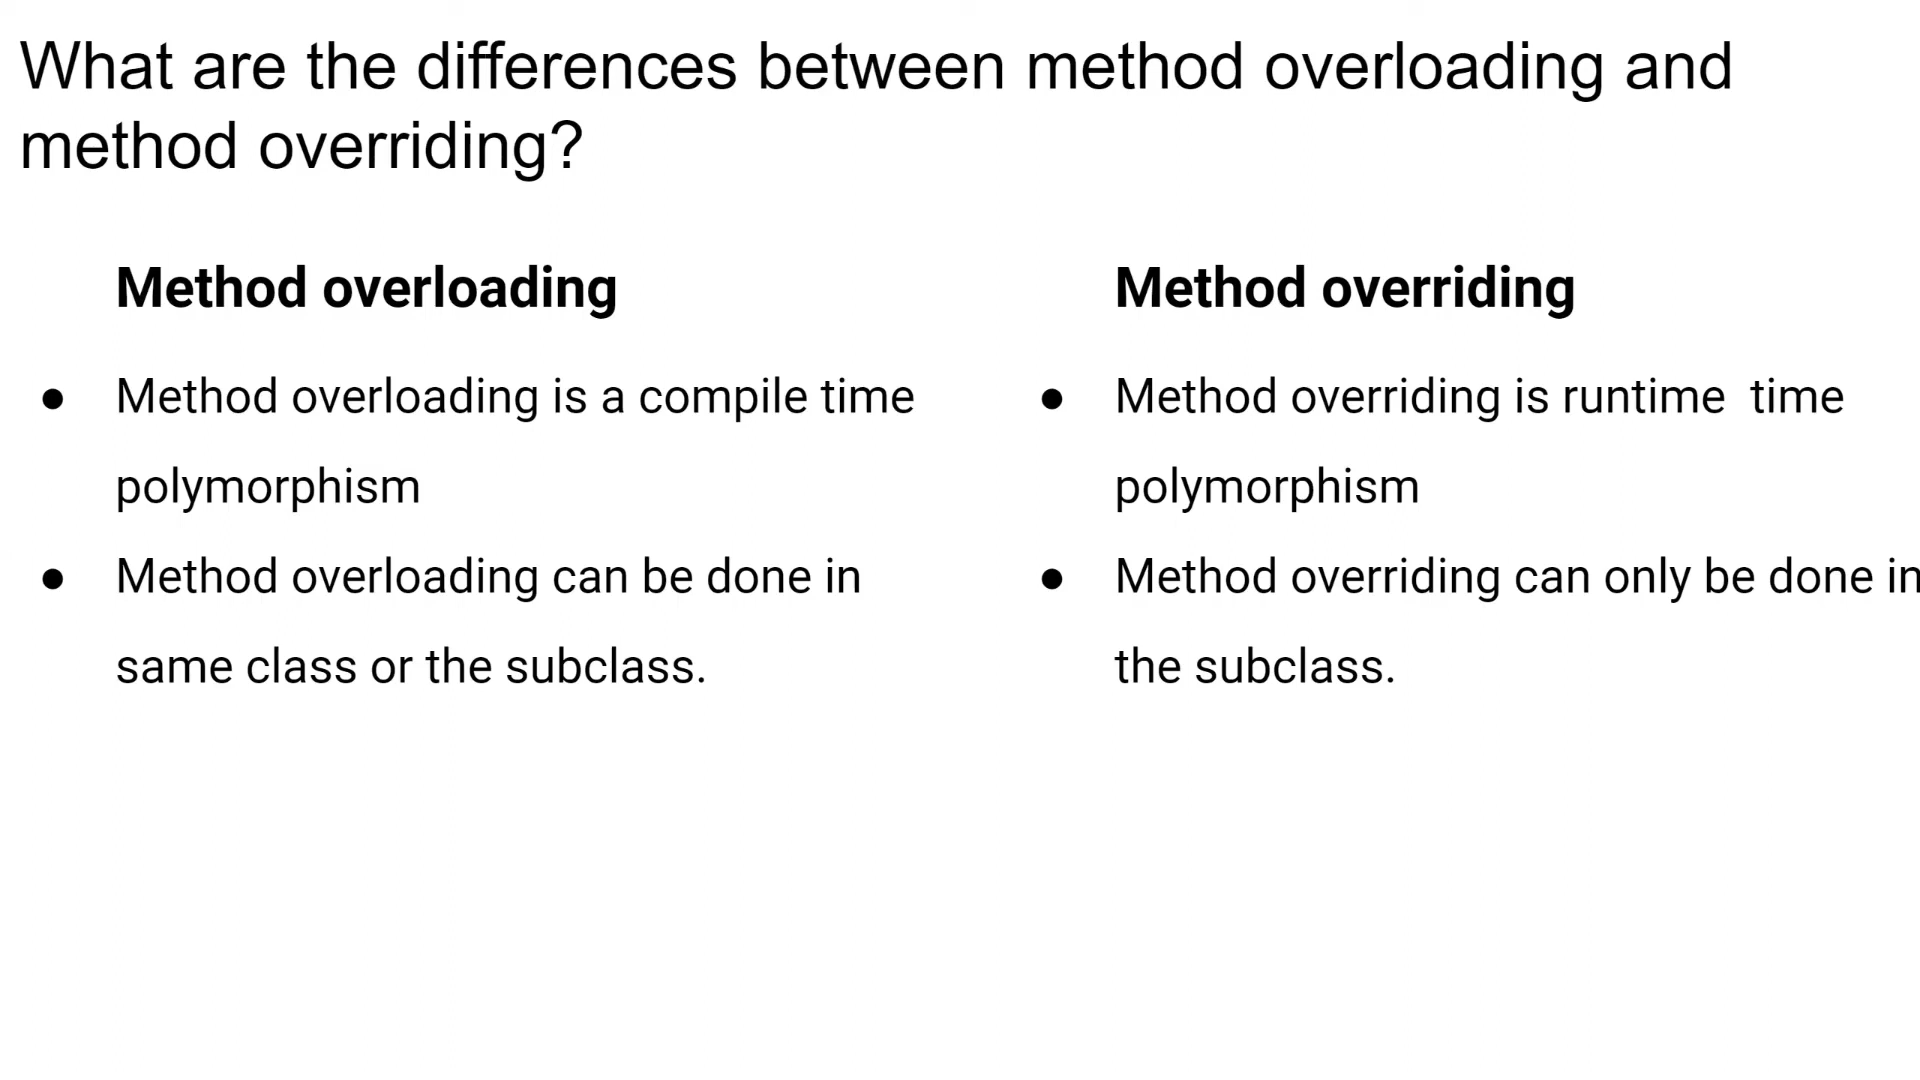 What are the differences between method overloading and
method overriding?
Method overloading
● Method overloading is a compile time
polymorphism
● Method overloading can be done in
same class or the subclass.
Method overriding
● Method overriding is runtime  time
polymorphism
● Method overriding can only be done in
the subclass.